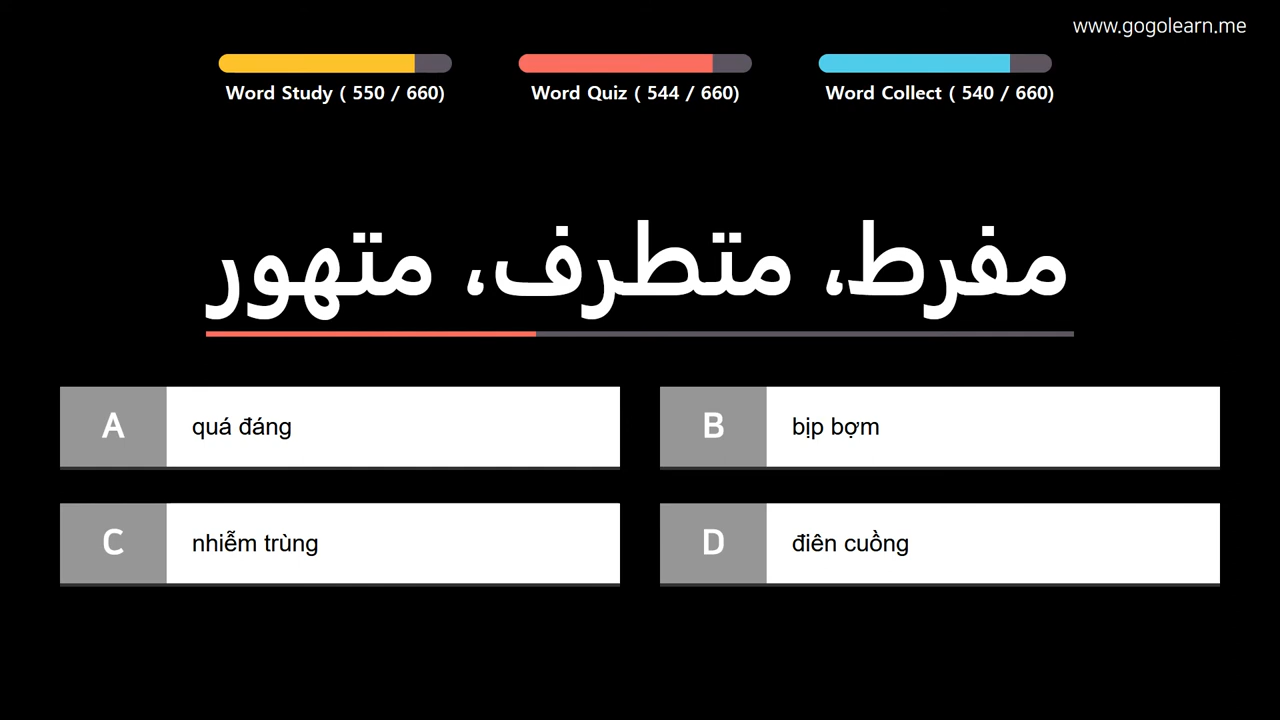 www.gogolearn.me
Word Study ( 550 / 660)
Word Quiz ( 544 / 660)
Word Collect ( 540 / 660)
مفرط، متطرف، متهور
A
quá đáng
B
bịp bợm
C
nhiễm trùng
D
điên cuồng